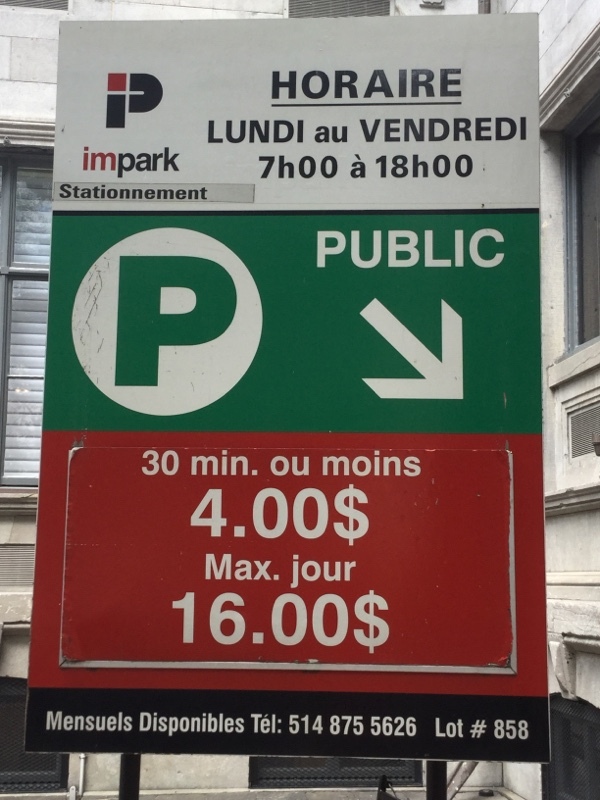 HORAIRE
LUNDI au VENDREDI
7h00 à 18h00
iP
impark
Stationnement
PUBLIC
P
30 min. ou moins
4.00$
Max. jour
16.00$
Mensuels Disponibles Tél: 514 875 5626 Lot # 858